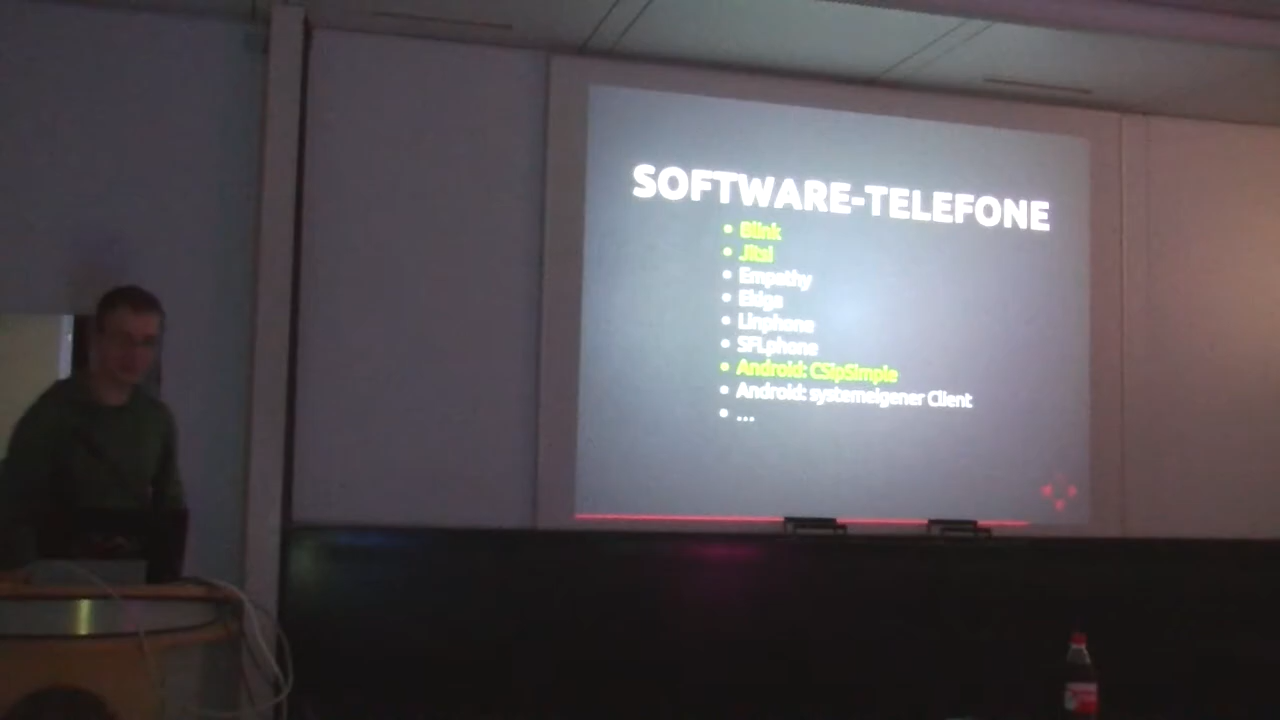 SOFTWARE-TELEFONE
• Blink
• Jitsi
• Empathy
• Ekiga
• Linphone
• SFLphone
• Android: CSipSimple
• Android: systemeigener Client
• ...